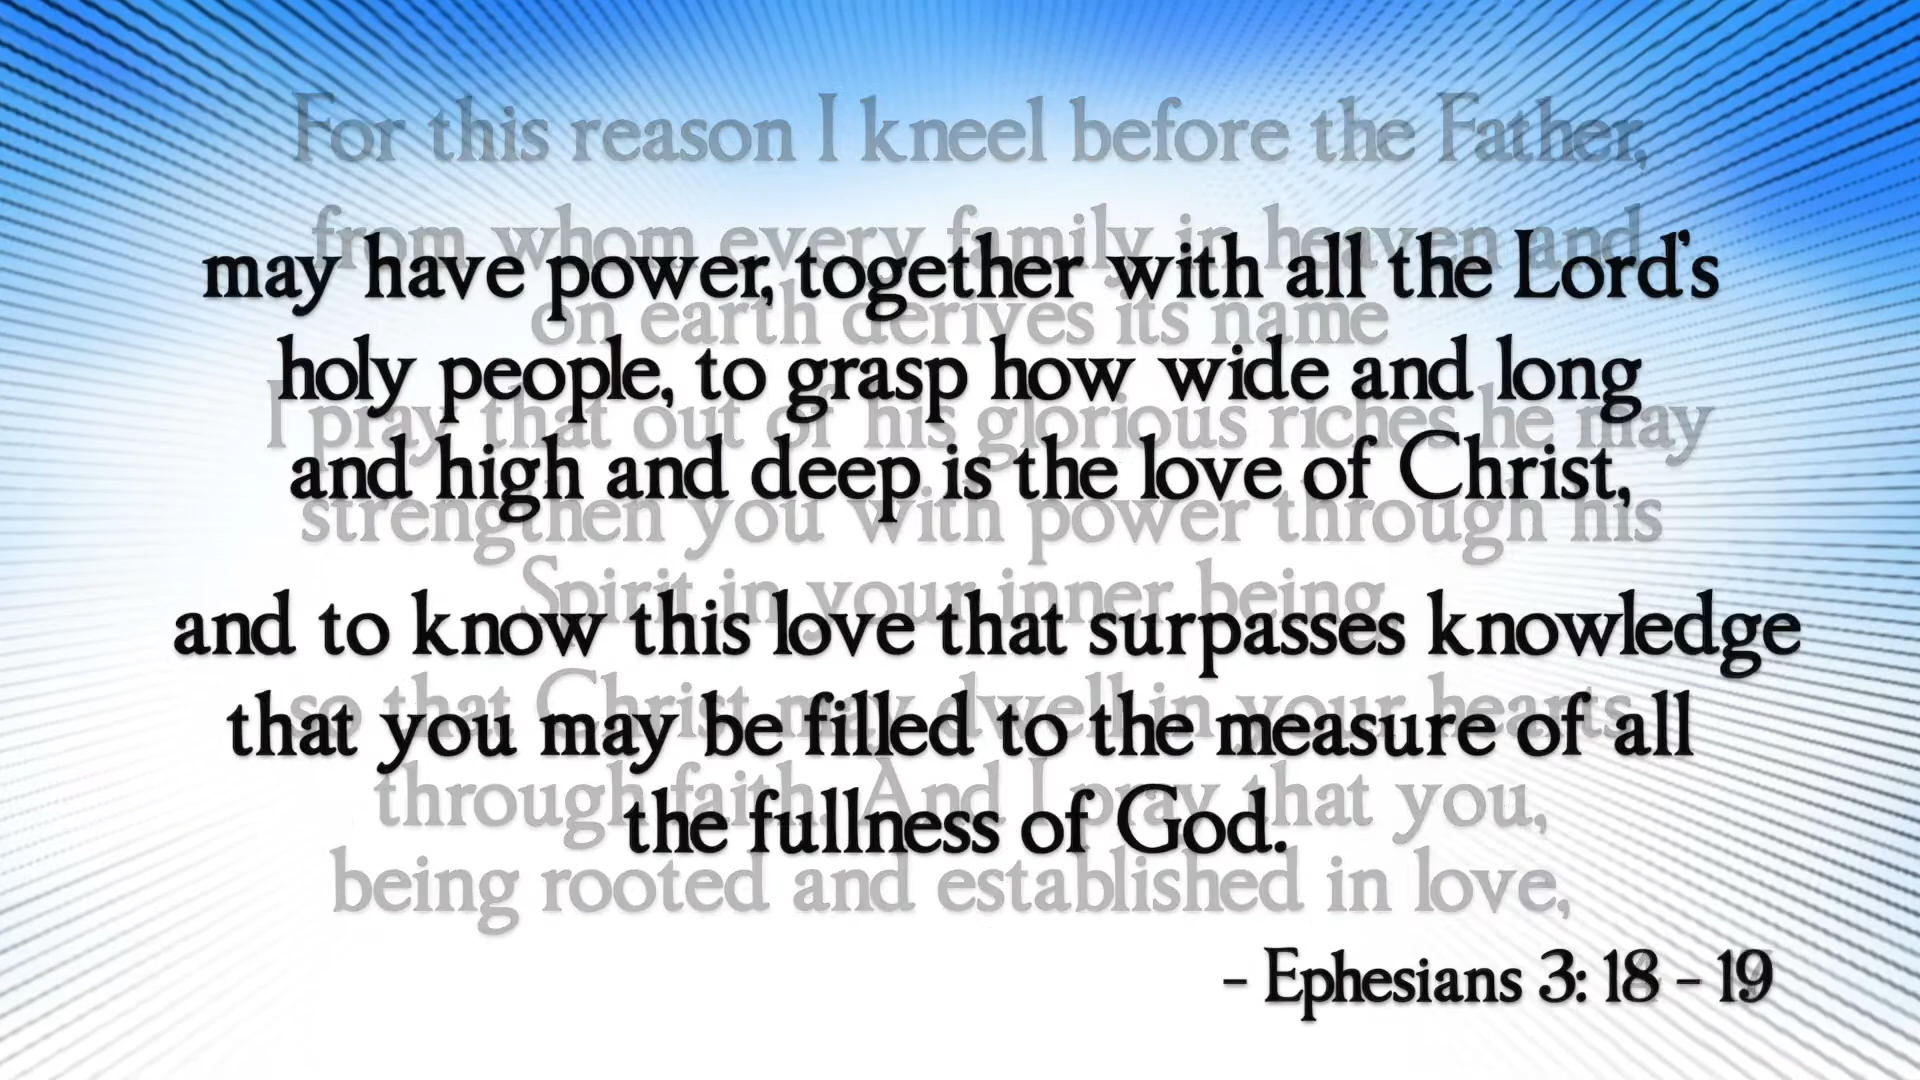 For this reason I kneel before the Father,
from whom every family in heaven and
may have power, together with all the Lord's
on earth derives its name
holy people, to grasp how wide and long
I pray that out of his glorious riches he may
and high and deep is the love of Christ,
strengthen you with power through his
Spirit in your inner being,
and to know this love that surpasses knowledge
so that Christ may dwell in your hearts
that you may be filled to the measure of all
through faith. And I pray that you,
the fullness of God.
being rooted and established in love,
- Ephesians 3: 18 - 19